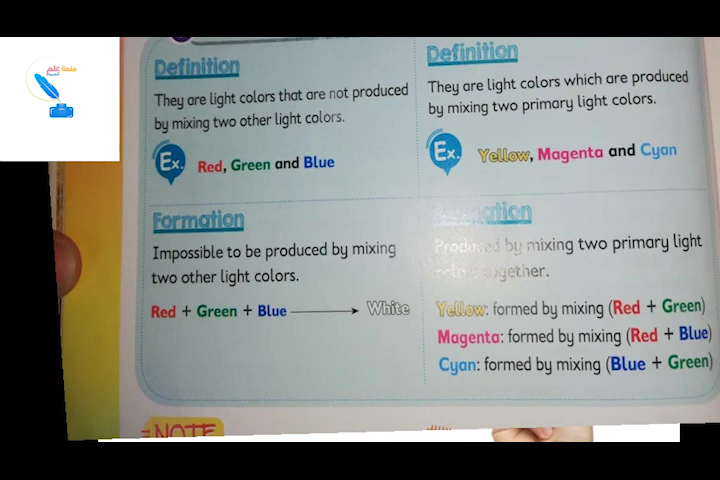 منصة علم
Definition
They are light colors that are not produced
by mixing two other light colors.
Ex. Red, Green and Blue
Formation
Impossible to be produced by mixing
two other light colors.
Red + Green + Blue → White
Definition
They are light colors which are produced
by mixing two primary light colors.
Ex. Yellow, Magenta and Cyan
Formation
Produced by mixing two primary light
colors together.
Yellow: formed by mixing (Red + Green)
Magenta: formed by mixing (Red + Blue)
Cyan: formed by mixing (Blue + Green)
NOTE